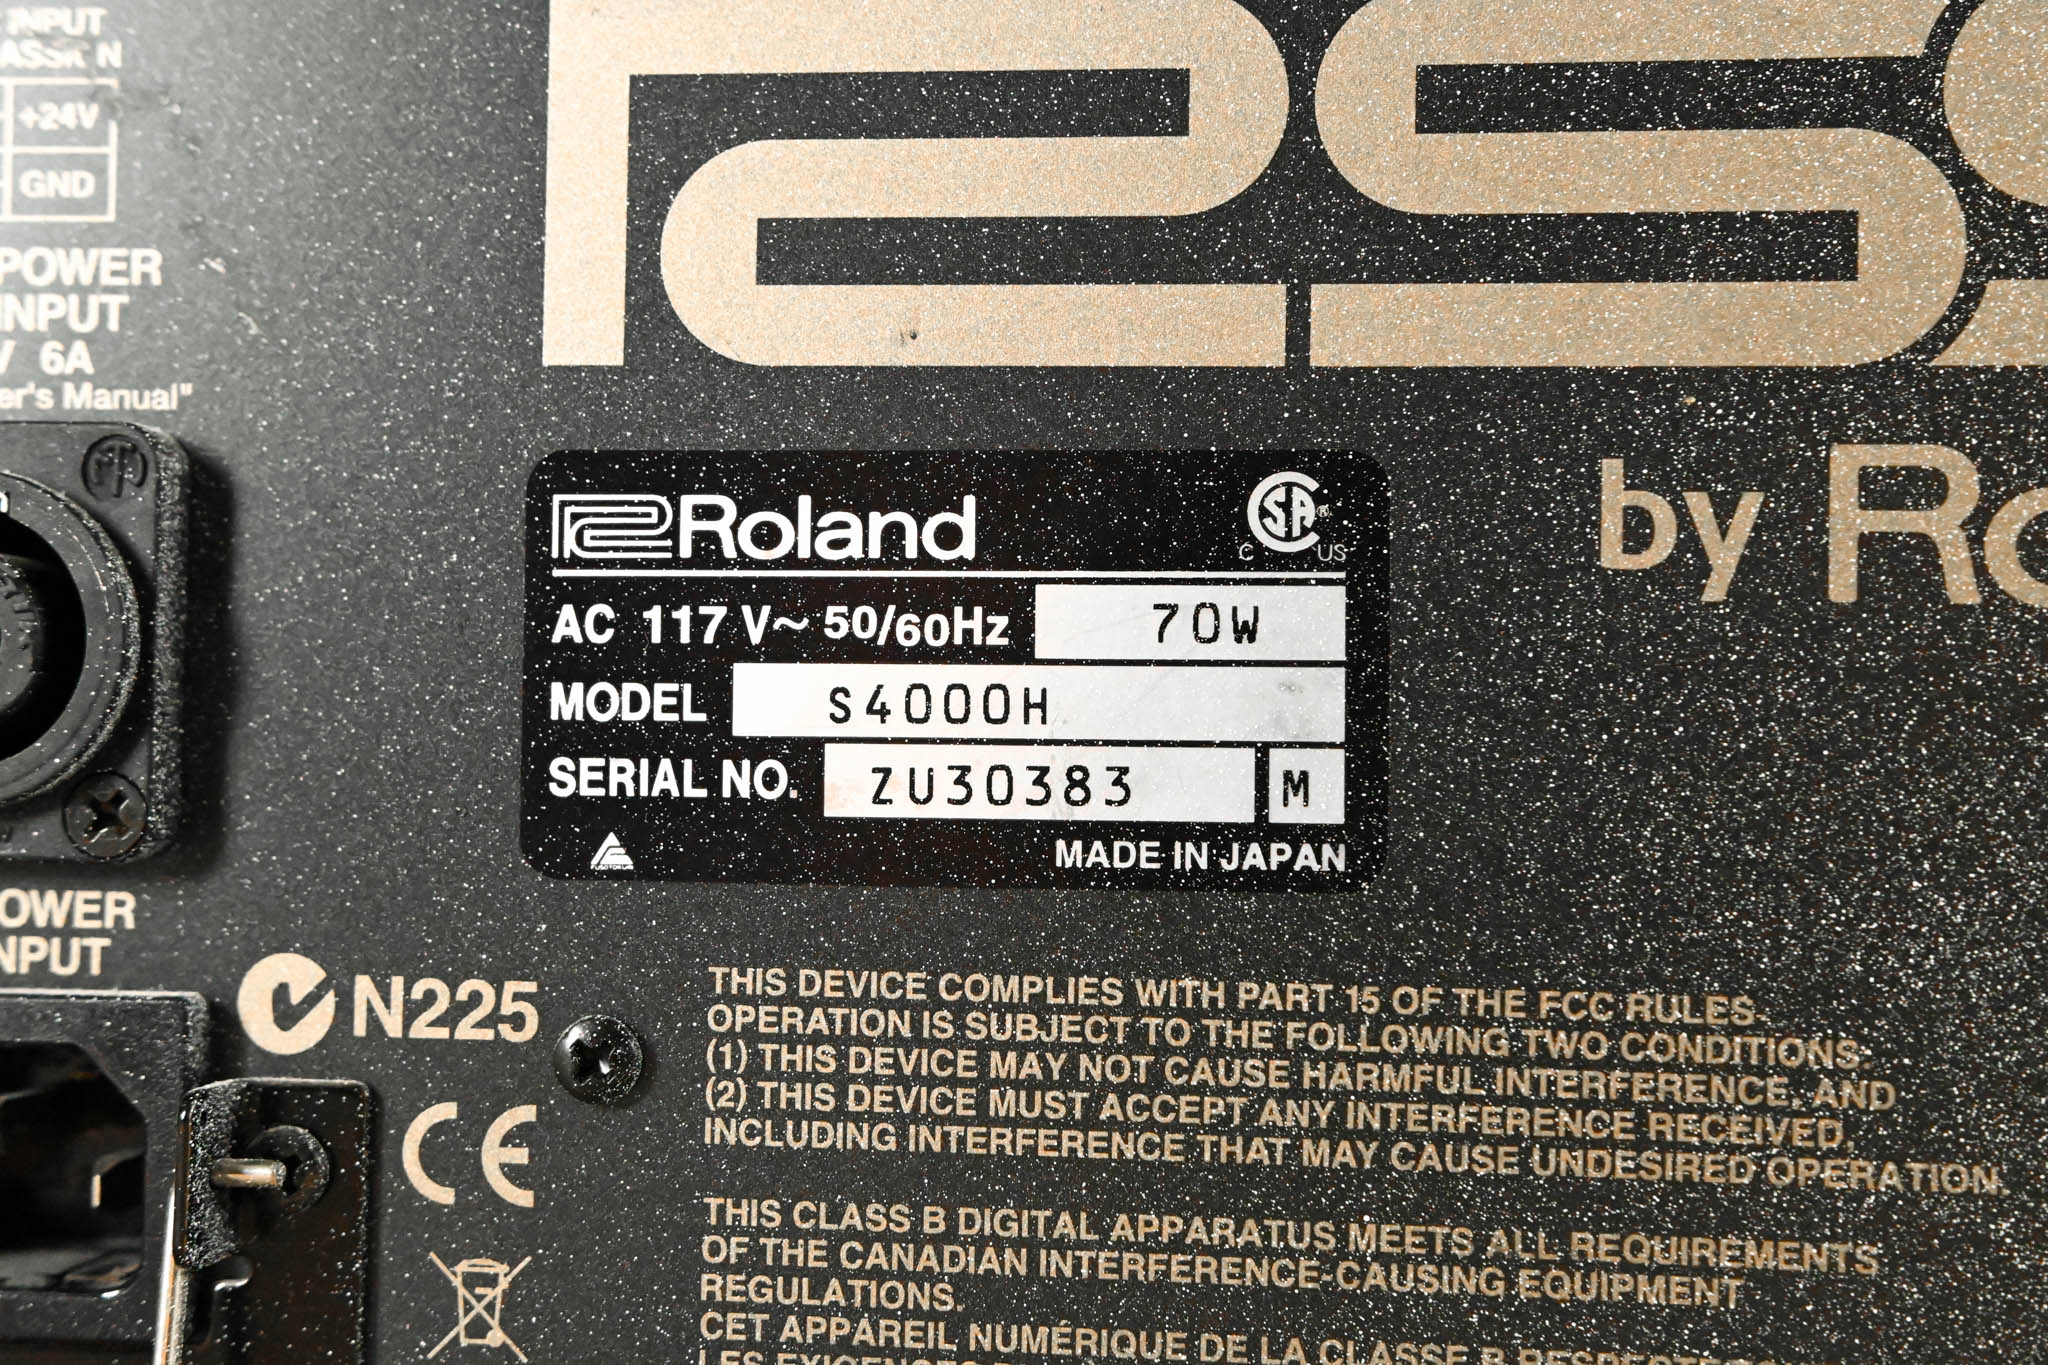 INPUT
+24V
GND
POWER
INPUT
V 6A
er's Manual"
RSS
by Ro
Roland
C US
AC 117 V~ 50/60Hz 70W
MODEL S4000H
SERIAL NO. ZU30383 M
MADE IN JAPAN
OWER
NPUT
N225
CE
THIS DEVICE COMPLIES WITH PART 15 OF THE FCC RULES.
OPERATION IS SUBJECT TO THE FOLLOWING TWO CONDITIONS:
(1) THIS DEVICE MAY NOT CAUSE HARMFUL INTERFERENCE, AND
(2) THIS DEVICE MUST ACCEPT ANY INTERFERENCE RECEIVED,
INCLUDING INTERFERENCE THAT MAY CAUSE UNDESIRED OPERATION.
THIS CLASS B DIGITAL APPARATUS MEETS ALL REQUIREMENTS
OF THE CANADIAN INTERFERENCE-CAUSING EQUIPMENT
REGULATIONS.
CET APPAREIL NUMÉRIQUE DE LA CLASSE B